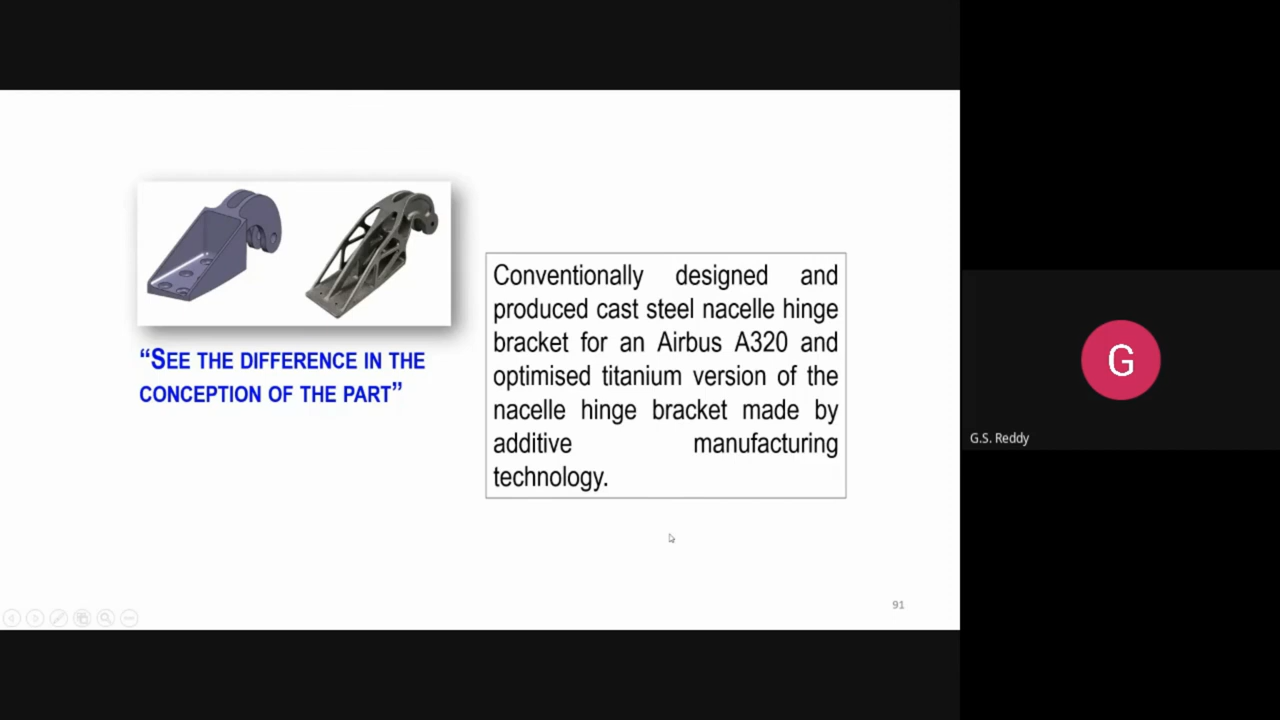 “SEE THE DIFFERENCE IN THE
CONCEPTION OF THE PART”
Conventionally designed and
produced cast steel nacelle hinge
bracket for an Airbus A320 and
optimised titanium version of the
nacelle hinge bracket made by
additive manufacturing
technology.
91
G
G.S. Reddy